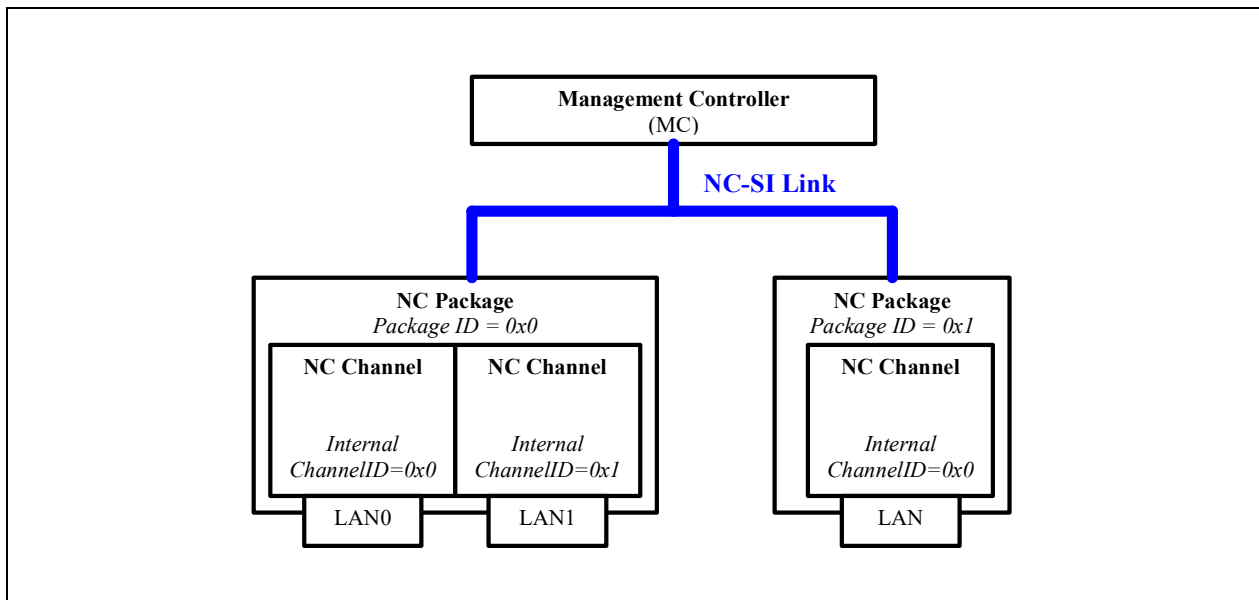 Management Controller
(MC)
NC-SI Link
NC Package
Package ID = 0x0
NC Channel
Internal
ChannelID=0x0
LAN0
NC Channel
Internal
ChannelID=0x1
LAN1
NC Package
Package ID = 0x1
NC Channel
Internal
ChannelID=0x0
LAN